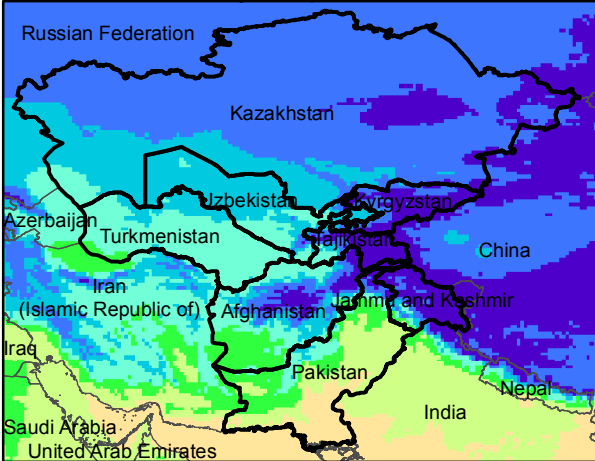 Russian Federation
Kazakhstan
Uzbekistan
Kyrgyzstan
Azerbaijan
Turkmenistan
Tajikistan
China
Iran
(Islamic Republic of)
Afghanistan
Jammu and Kashmir
Iraq
Pakistan
Nepal
India
Saudi Arabia
United Arab Emirates